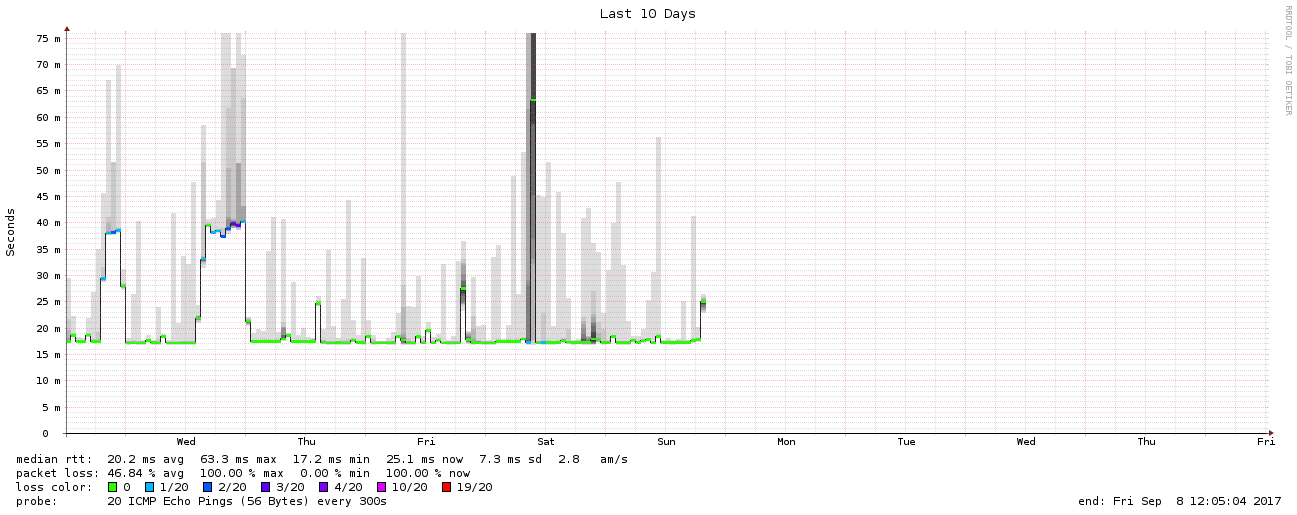 Last 10 Days
RRDTOOL / TOBI OETIKER
Seconds
75 m
70 m
65 m
60 m
55 m
50 m
45 m
40 m
35 m
30 m
25 m
20 m
15 m
10 m
5 m
0
Wed Thu Fri Sat Sun Mon Tue Wed Thu Fri
median rtt: 20.2 ms avg 63.3 ms max 17.2 ms min 25.1 ms now 7.3 ms sd 2.8 am/s
packet loss: 46.84 % avg 100.00 % max 0.00 % min 100.00 % now
loss color: 0 1/20 2/20 3/20 4/20 10/20 19/20
probe: 20 ICMP Echo Pings (56 Bytes) every 300s end: Fri Sep 8 12:05:04 2017